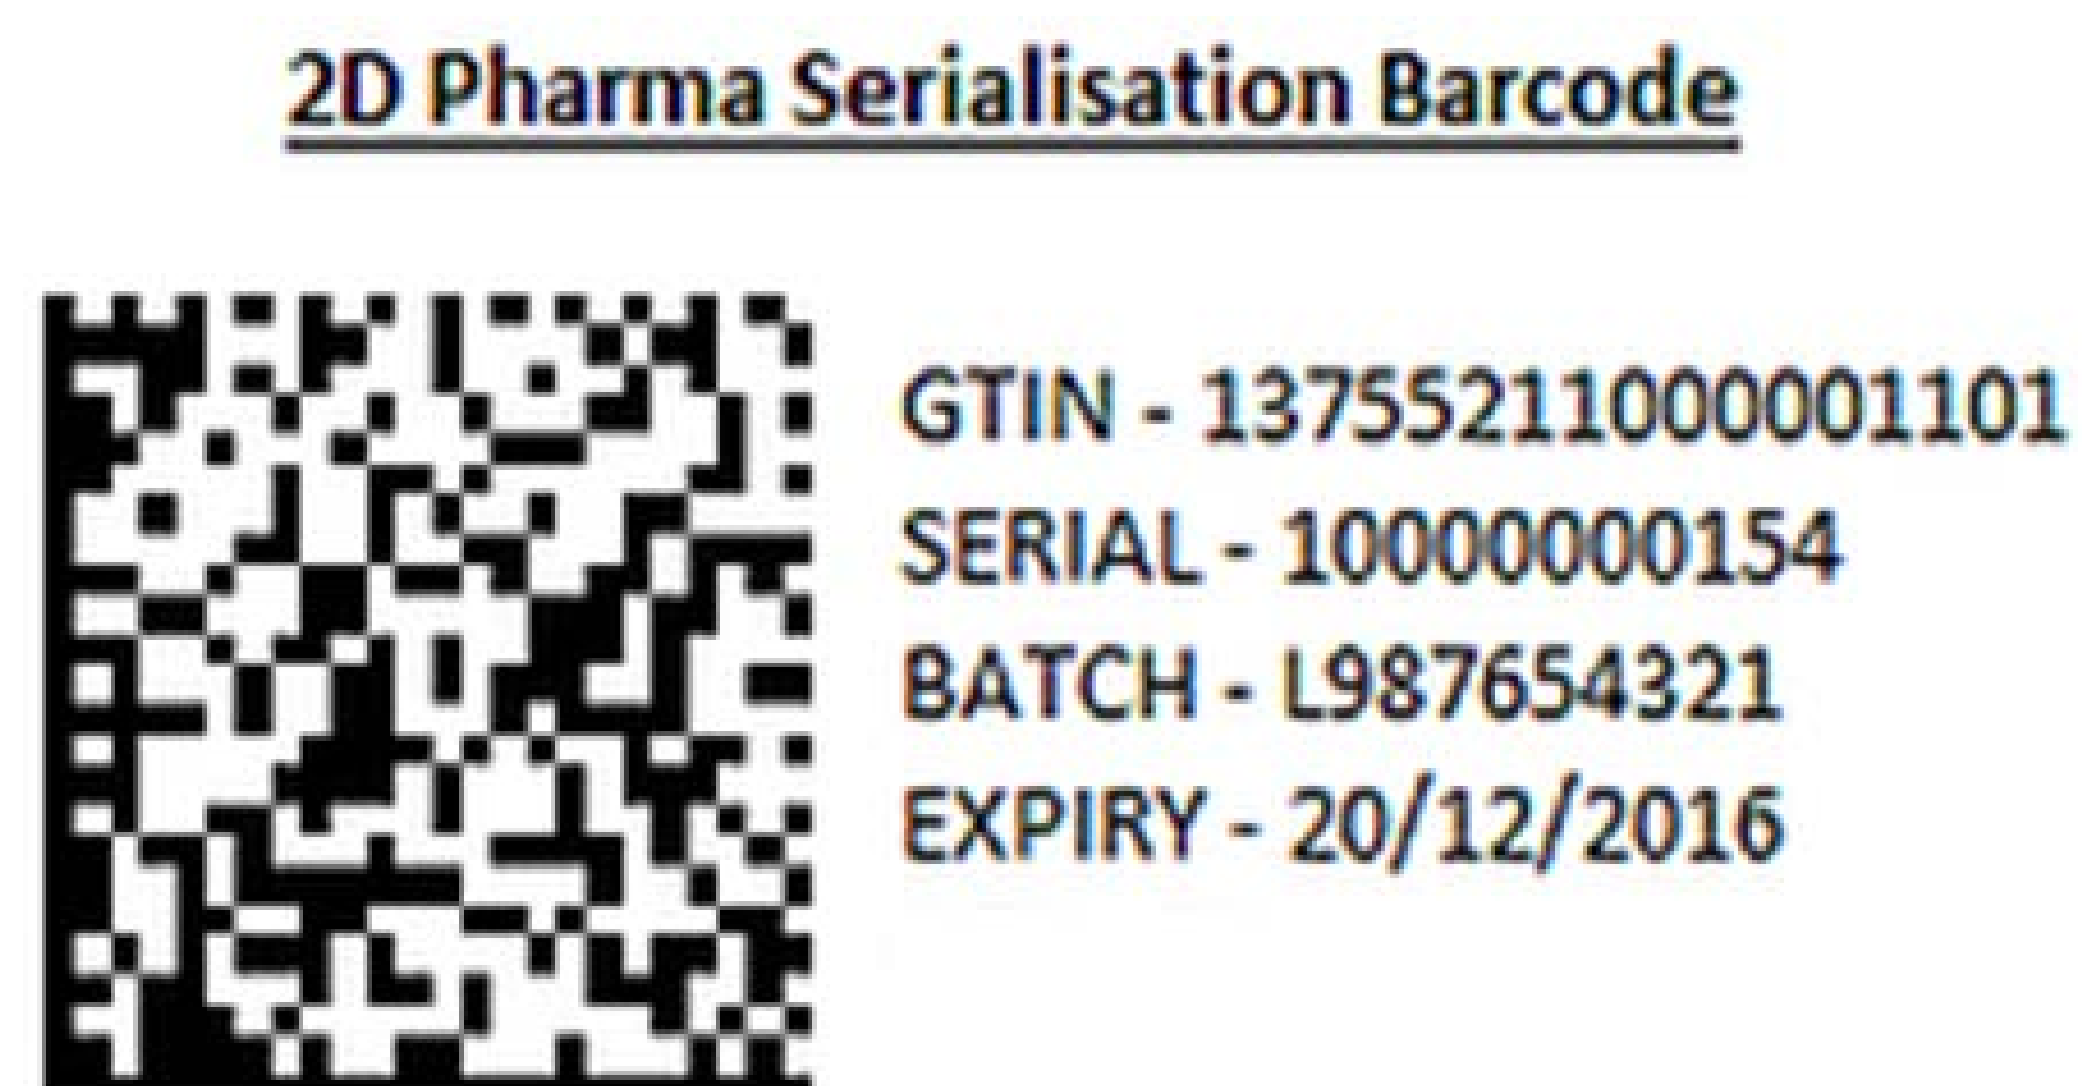 2D Pharma Serialisation Barcode
GTIN - 13755211000001101
SERIAL - 10000000154
BATCH - L987654321
EXPIRY - 20/12/2016